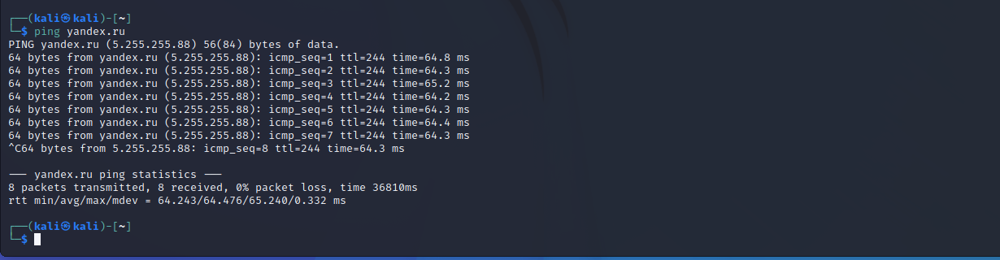 ┌──(kali㉿kali)-[~]
└─$ ping yandex.ru
PING yandex.ru (5.255.255.88) 56(84) bytes of data.
64 bytes from yandex.ru (5.255.255.88): icmp_seq=1 ttl=244 time=64.8 ms
64 bytes from yandex.ru (5.255.255.88): icmp_seq=2 ttl=244 time=64.3 ms
64 bytes from yandex.ru (5.255.255.88): icmp_seq=3 ttl=244 time=65.2 ms
64 bytes from yandex.ru (5.255.255.88): icmp_seq=4 ttl=244 time=64.2 ms
64 bytes from yandex.ru (5.255.255.88): icmp_seq=5 ttl=244 time=64.3 ms
64 bytes from yandex.ru (5.255.255.88): icmp_seq=6 ttl=244 time=64.4 ms
64 bytes from yandex.ru (5.255.255.88): icmp_seq=7 ttl=244 time=64.3 ms
^C64 bytes from 5.255.255.88: icmp_seq=8 ttl=244 time=64.3 ms

--- yandex.ru ping statistics ---
8 packets transmitted, 8 received, 0% packet loss, time 36810ms
rtt min/avg/max/mdev = 64.243/64.476/65.240/0.332 ms

┌──(kali㉿kali)-[~]
└─$